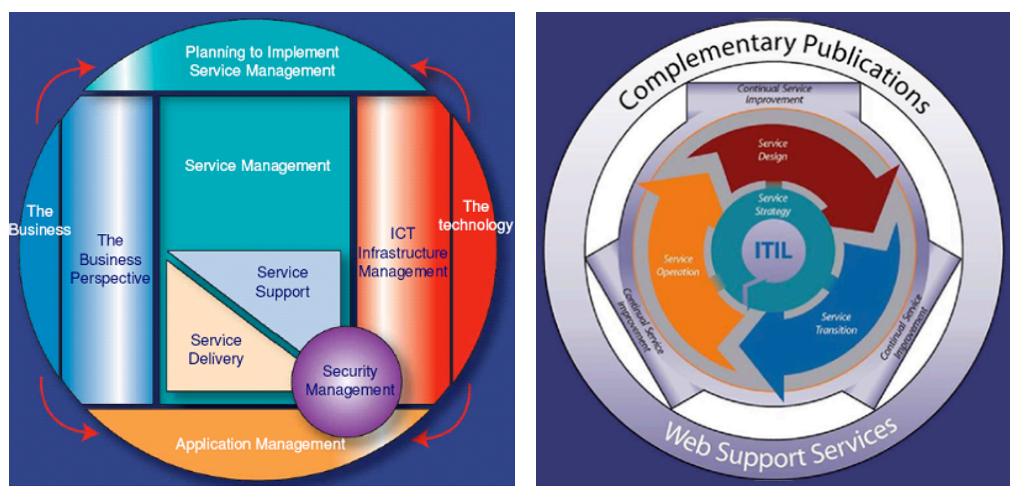 Planning to Implement
Service Management
Service Management
The
Business
The
Business
Perspective
ICT
Infrastructure
Management
The
technology
Service
Support
Service
Delivery
Security
Management
Application Management
Complementary Publications
Continual Service
Improvement
Service
Design
Service
Strategy
ITIL
Service
Operation
Service
Transition
Continual Service
Improvement
Continual Service
Improvement
Web Support Services